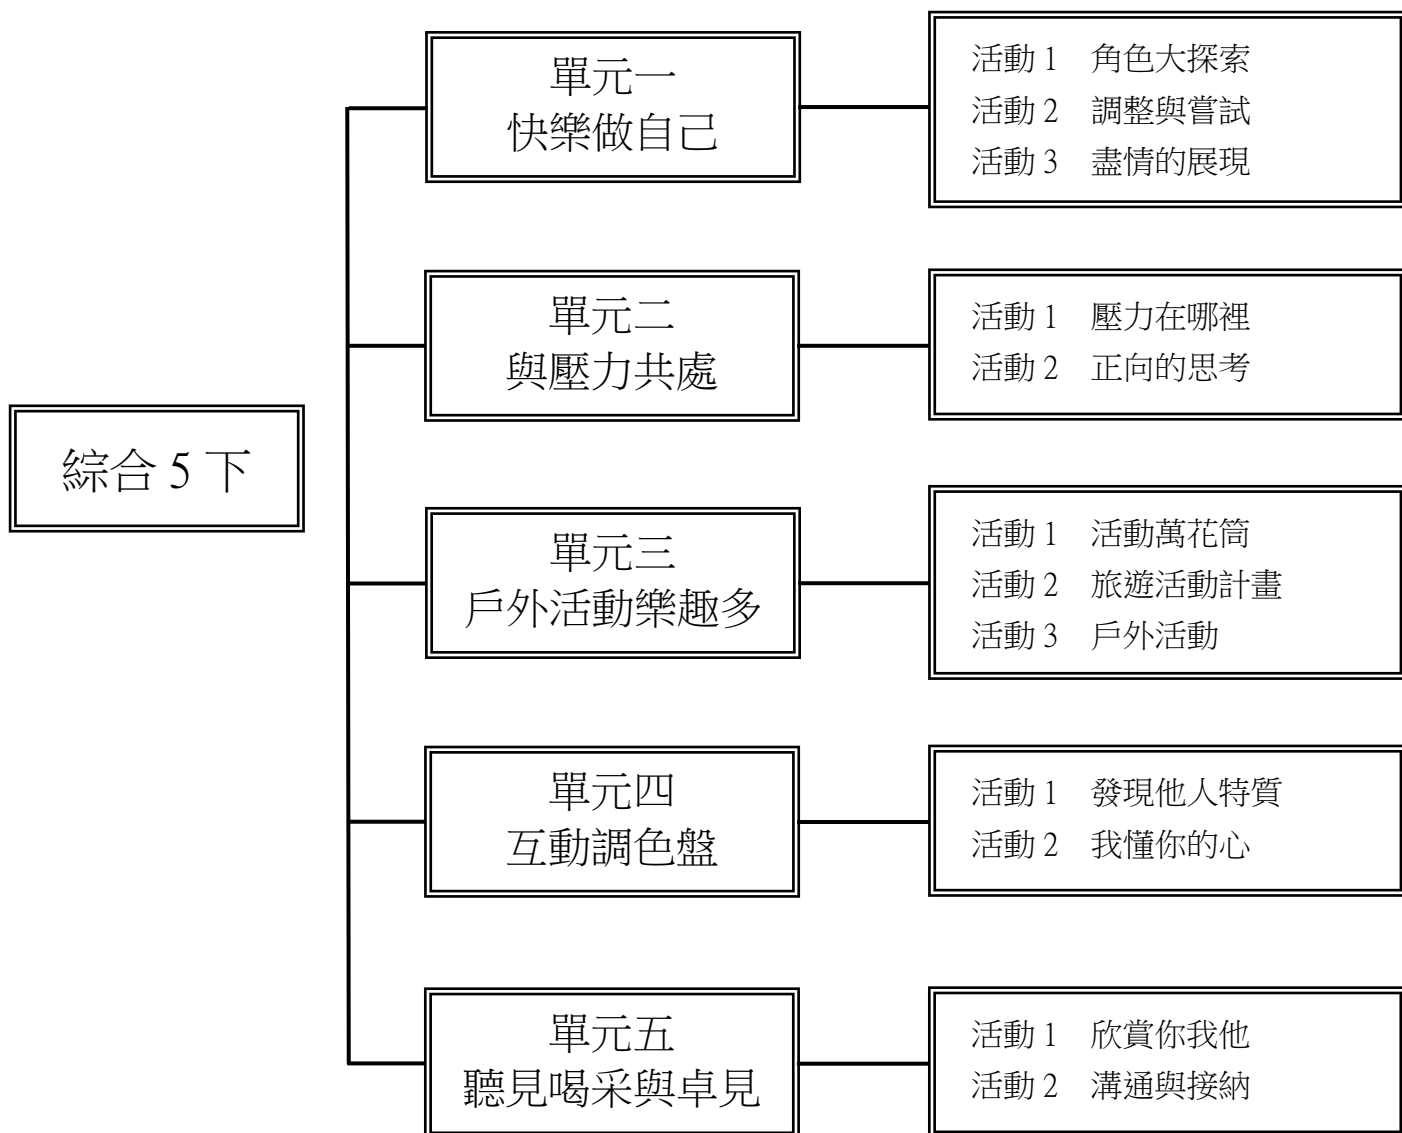 綜合 5 下
單元一
快樂做自己
活動 1　角色大探索
活動 2　調整與嘗試
活動 3　盡情的展現
單元二
與壓力共處
活動 1　壓力在哪裡
活動 2　正向的思考
單元三
戶外活動樂趣多
活動 1　活動萬花筒
活動 2　旅遊活動計畫
活動 3　戶外活動
單元四
互動調色盤
活動 1　發現他人特質
活動 2　我懂你的心
單元五
聽見喝采與卓見
活動 1　欣賞你我他
活動 2　溝通與接納